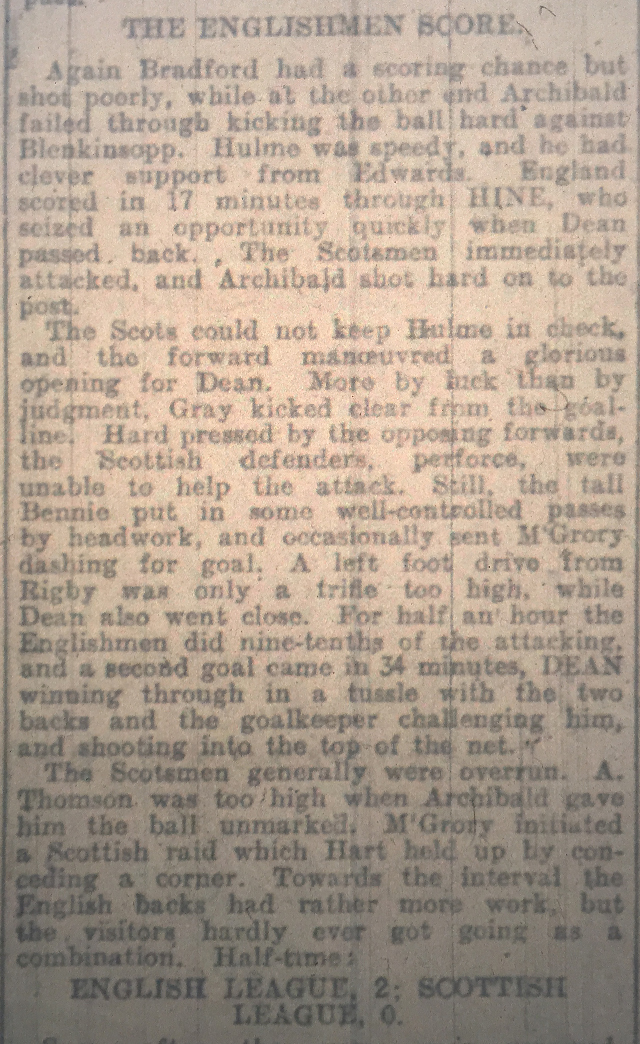 THE ENGLISHMEN SCORE.
Again Bradford had a scoring chance but
shot poorly, while at the other end Archibald
failed through kicking the ball hard against
Blenkinsopp. Hulme was speedy, and he had
clever support from Edwards. England
scored in 17 minutes through HINE, who
seized an opportunity quickly when Dean
passed back. The Scotsmen immediately
attacked, and Archibald shot hard on to the
post.
The Scots could not keep Hulme in check,
and the forward manœuvred a glorious
opening for Dean. More by luck than by
judgment, Gray kicked clear from the goal-
line. Hard pressed by the opposing forwards,
the Scottish defenders, perforce, were
unable to help the attack. Still, the tall
Bennie put in some well-controlled passes
by headwork, and occasionally sent M'Grory
dashing for goal. A left foot drive from
Rigby was only a trifle too high, while
Dean also went close. For half an hour the
Englishmen did nine-tenths of the attacking,
and a second goal came in 34 minutes, DEAN
winning through in a tussle with the two
backs and the goalkeeper challenging him,
and shooting into the top of the net.
The Scotsmen generally were overrun. A.
Thomson was too high when Archibald gave
him the ball unmarked. M'Grory initiated
a Scottish raid which Hart held up by con-
ceding a corner. Towards the interval the
English backs had rather more work, but
the visitors hardly ever got going as a
combination. Half-time:
ENGLISH LEAGUE, 2; SCOTTISH
LEAGUE, 0.